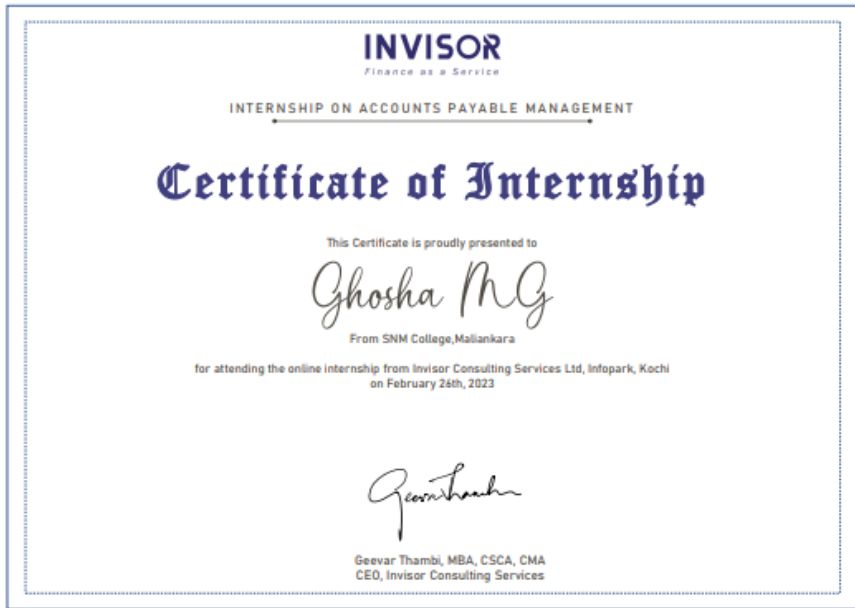 INVISOR
Finance as a Service
INTERNSHIP ON ACCOUNTS PAYABLE MANAGEMENT
Certificate of Internship
This Certificate is proudly presented to
Ghosha MG
From SNM College,Maliankara
for attending the online internship from Invisor Consulting Services Ltd, Infopark, Kochi
on February 26th, 2023
Geevar Thambi, MBA, CSCA, CMA
CEO, Invisor Consulting Services